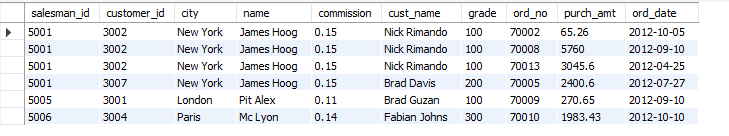 salesman_id customer_id city name commission cust_name grade ord_no purch_amt ord_date
5001 3002 New York James Hoog 0.15 Nick Rimando 100 70002 65.26 2012-10-05
5001 3002 New York James Hoog 0.15 Nick Rimando 100 70008 5760 2012-09-10
5001 3002 New York James Hoog 0.15 Nick Rimando 100 70013 3045.6 2012-04-25
5001 3007 New York James Hoog 0.15 Brad Davis 200 70005 2400.6 2012-07-27
5005 3001 London Pit Alex 0.11 Brad Guzan 100 70009 270.65 2012-09-10
5006 3004 Paris Mc Lyon 0.14 Fabian Johns 300 70010 1983.43 2012-10-10